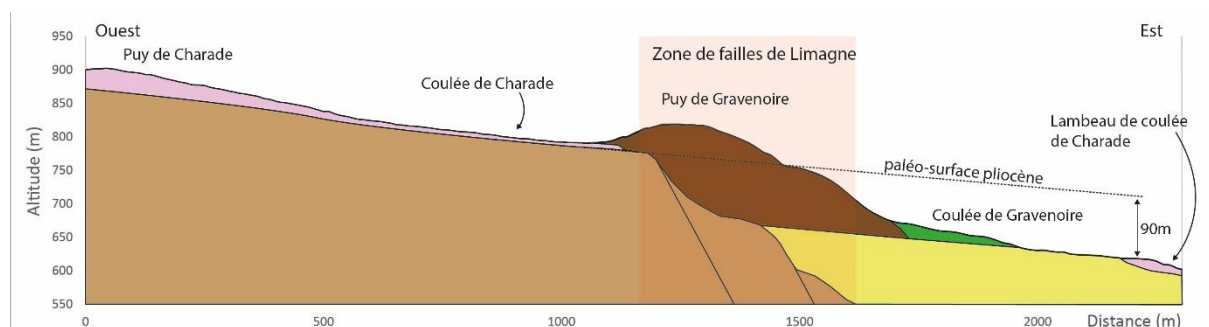 Ouest
Est
Puy de Charade
Coulée de Charade
Zone de failles de Limagne
Puy de Gravenoire
Lambeau de coulée
de Charade
paléo-surface pliocène
Coulée de Gravenoire
90m
Altitude (m)
950
900
850
800
750
700
650
600
550
0
500
1000
1500
2000
Distance (m)